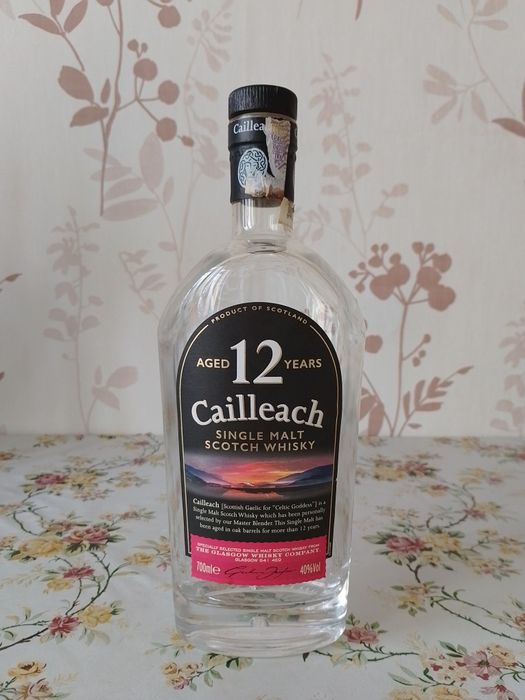 Cailleach
PRODUCT OF SCOTLAND
AGED 12 YEARS
Cailleach
SINGLE MALT
SCOTCH WHISKY
Cailleach [Scottish Gaelic for "Celtic Goddess"] is a
Single Malt Scotch Whisky which has been personally
selected by our Master Blender This Single Malt has
been aged in oak barrels for more than 12 years.
SPECIALLY SELECTED SINGLE MALT SCOTCH WHISKY FROM
THE GLASGOW WHISKY COMPANY
GLASGOW G41 4EQ
700ml℮ 40%Vol